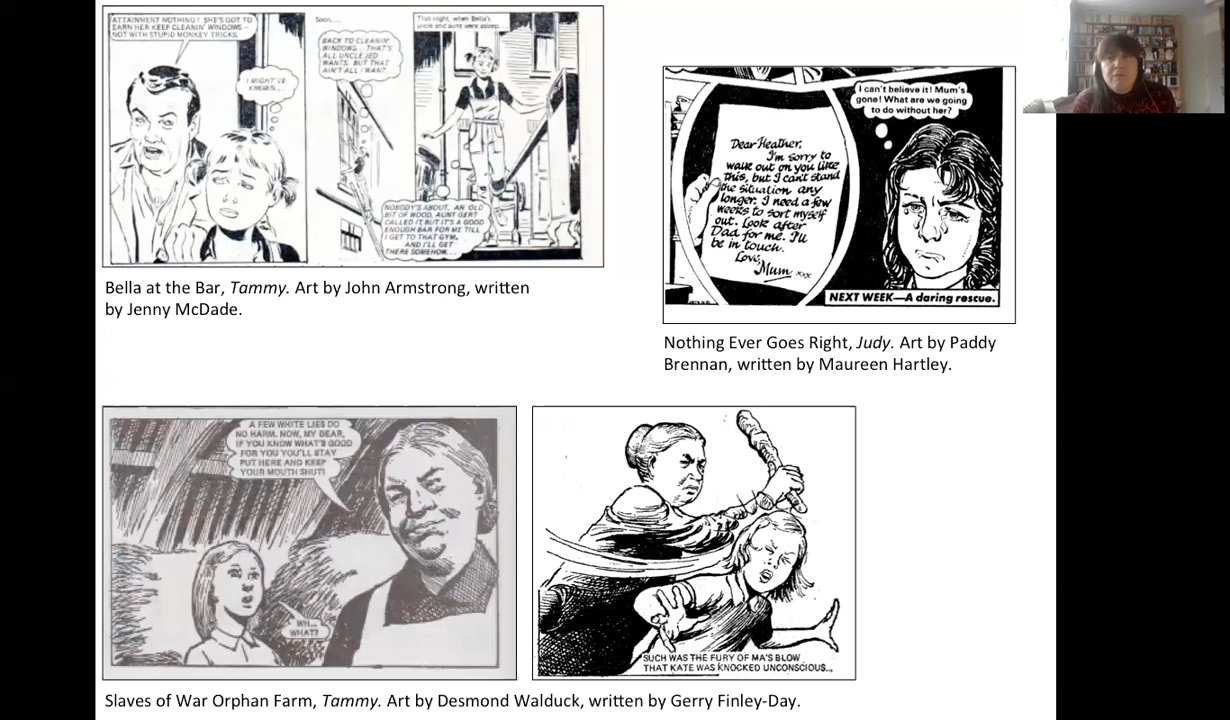 ATTAINMENT NOTHING! SHE'S GOT TO
EARN HER KEEP CLEANIN' WINDOWS—
NOT WITH STUPID MONKEY TRICKS.
I MIGHT'VE
KNOWN...
Soon....
BACK TO CLEANIN'
WINDOWS... THAT'S
ALL UNCLE JED
WANTS. BUT THAT
AIN'T ALL I WANT.
That night, when Bella's
uncle and aunt were asleep...
NOBODY'S ABOUT. AN OLD
BIT OF WOOD, AUNT GERT
CALLED IT, BUT IT'S A GOOD
ENOUGH BAR FOR ME TILL
I GET TO THAT GYM.
AND I'LL GET
THERE SOMEHOW...
Bella at the Bar, Tammy. Art by John Armstrong, written
by Jenny McDade.
I can't believe it! Mum's
gone! What are we going
to do without her?
Dear Heather,
I'm sorry to
walk out on you like
this, but I can't stand
the situation any
longer. I need a few
weeks to sort myself
out. Look after
Dad for me. I'll
be in touch.
Love,
Mum xxx
NEXT WEEK—A daring rescue.
Nothing Ever Goes Right, Judy. Art by Paddy
Brennan, written by Maureen Hartley.
A FEW WHITE LIES DO
NO HARM. NOW, MY DEAR,
IF YOU KNOW WHAT'S GOOD
FOR YOU YOU'LL STAY
PUT HERE AND KEEP
YOUR MOUTH SHUT!
WH...
WHAT?
SUCH WAS THE FURY OF MA'S BLOW
THAT KATE WAS KNOCKED UNCONSCIOUS...
Slaves of War Orphan Farm, Tammy. Art by Desmond Walduck, written by Gerry Finley-Day.